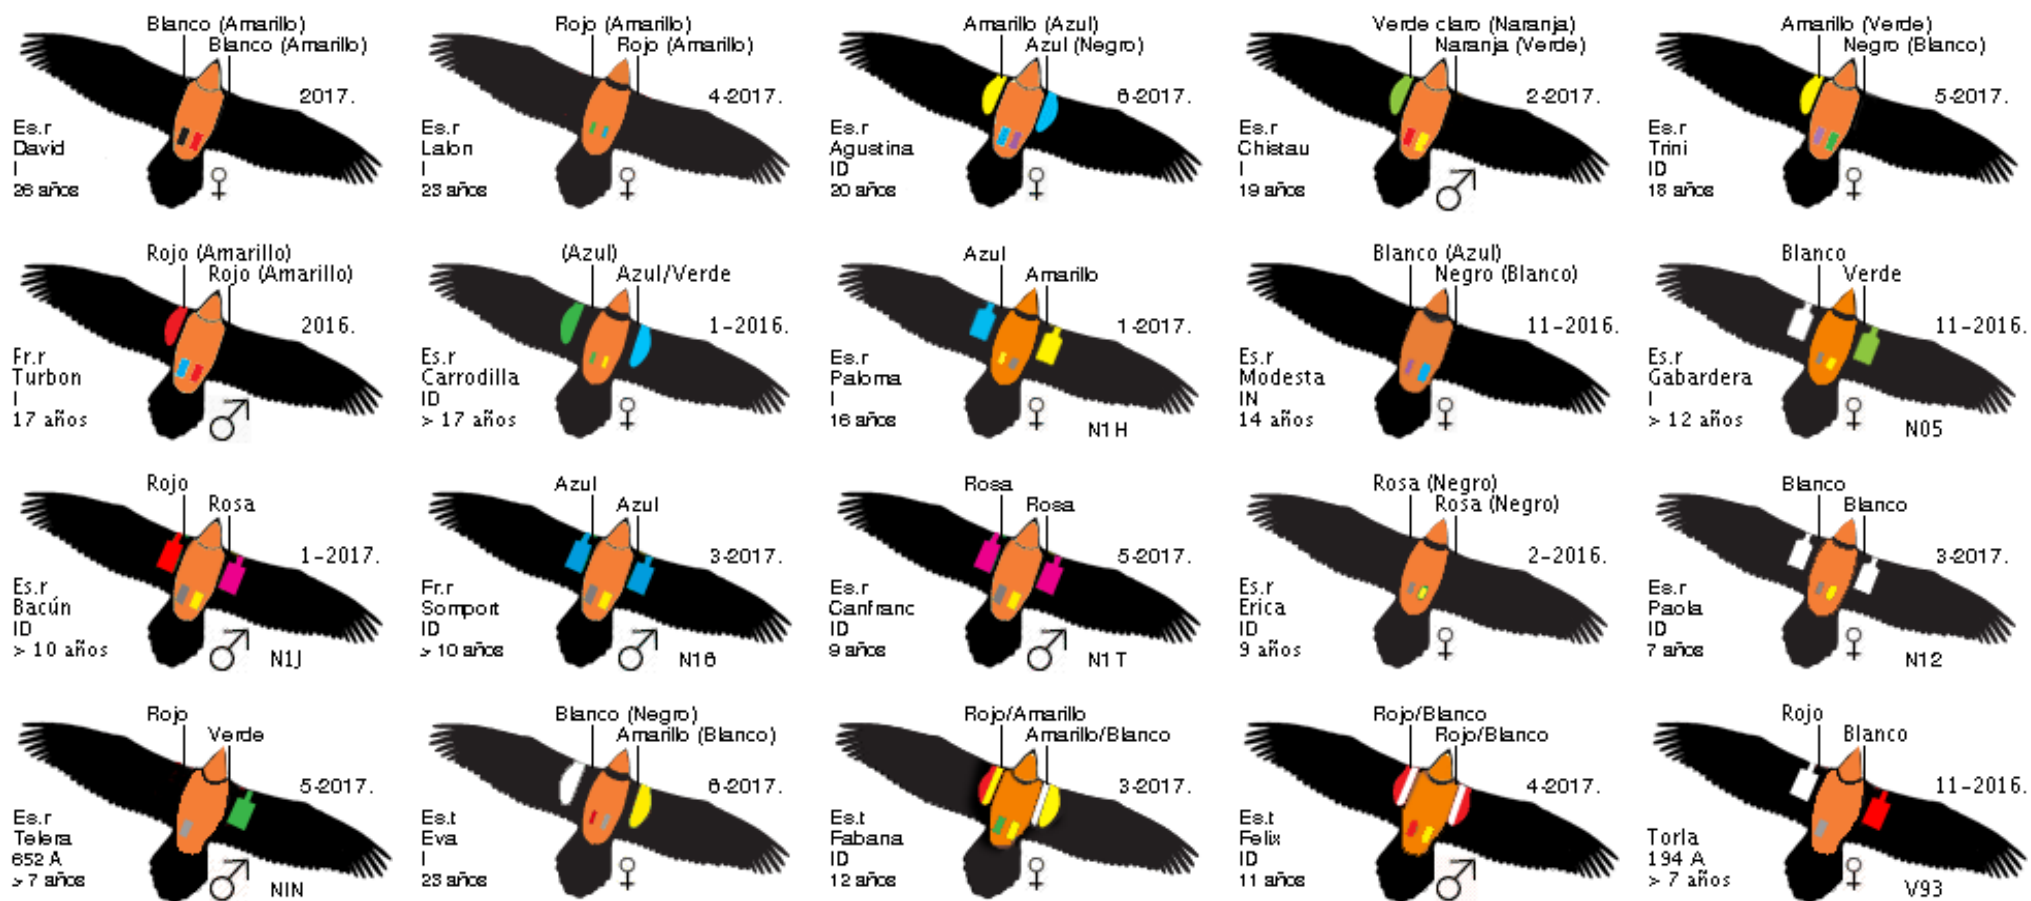 Blanco (Amarillo)
Blanco (Amarillo)
2017.
Es.r
David
I
26 años
♀
Rojo (Amarillo)
Rojo (Amarillo)
4-2017.
Es.r
Lalon
I
23 años
♀
Amarillo (Azul)
Azul (Negro)
6-2017.
Es.r
Agustina
ID
20 años
♀
Verde claro (Naranja)
Naranja (Verde)
2-2017.
Es.r
Chistau
I
19 años
♂
Amarillo (Verde)
Negro (Blanco)
5-2017.
Es.r
Trini
ID
18 años
♀
Rojo (Amarillo)
Rojo (Amarillo)
2016.
Fr.r
Turbon
I
17 años
♂
(Azul)
Azul/Verde
1-2016.
Es.r
Carrodilla
ID
> 17 años
♀
Azul
Amarillo
1-2017.
Es.r
Paloma
I
16 años
♀
N1H
Blanco (Azul)
Negro (Blanco)
11-2016.
Es.r
Modesta
IN
14 años
♀
Blanco
Verde
11-2016.
Es.r
Gabardera
I
> 12 años
♀
N05
Rojo
Rosa
1-2017.
Es.r
Bacún
ID
> 10 años
♂
N1J
Azul
Azul
3-2017.
Fr.r
Somport
ID
> 10 años
♂
N16
Rosa
Rosa
5-2017.
Es.r
Canfranc
ID
9 años
♂
N1T
Rosa (Negro)
Rosa (Negro)
2-2016.
Es.r
Erica
ID
9 años
♀
Blanco
Blanco
3-2017.
Es.r
Paola
ID
7 años
♀
N12
Rojo
Verde
5-2017.
Es.r
Telera
652 A
> 7 años
♂
NIN
Blanco (Negro)
Amarillo (Blanco)
6-2017.
Es.t
Eva
I
23 años
♀
Rojo/Amarillo
Amarillo/Blanco
3-2017.
Es.t
Fabana
ID
12 años
♀
Rojo/Blanco
Rojo/Blanco
4-2017.
Es.t
Felix
ID
11 años
♂
Rojo
Blanco
11-2016.
Torla
194 A
> 7 años
♀
V93